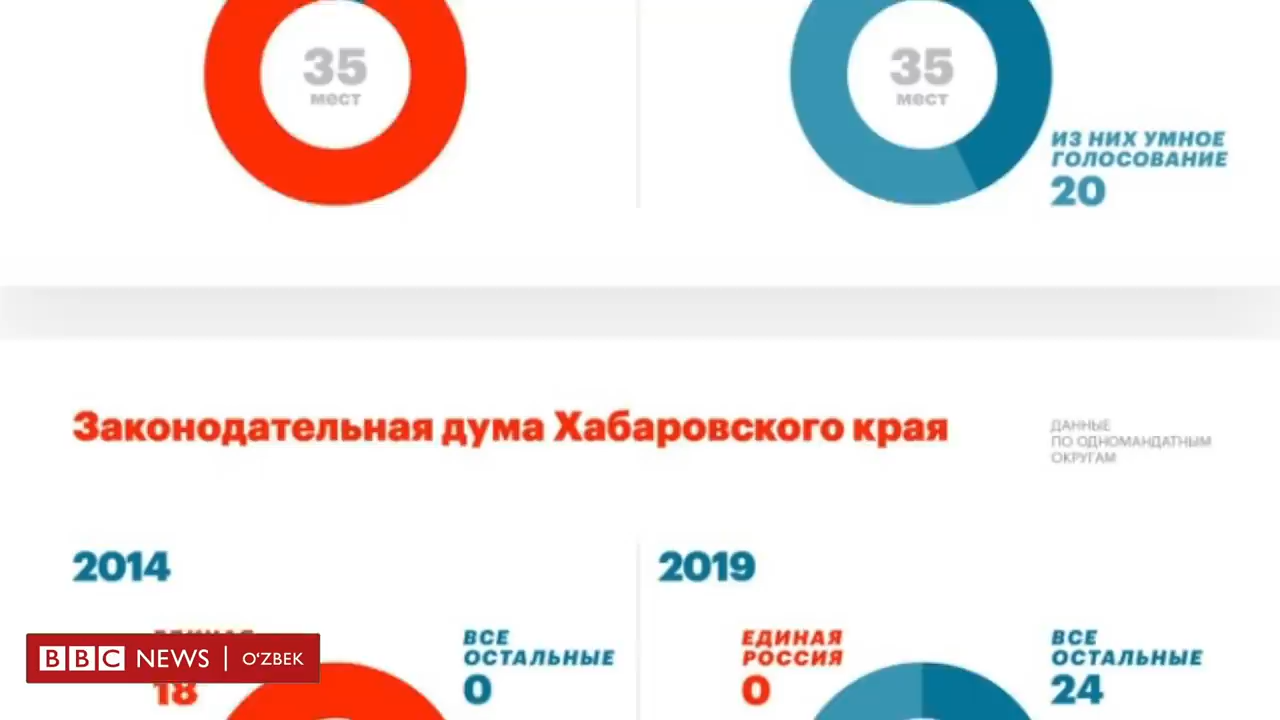 35
мест
35
мест
ИЗ НИХ УМНОЕ
ГОЛОСОВАНИЕ
20
Законодательная дума Хабаровского края
ДАННЫЕ
ПО ОДНОМАНДАТНЫМ
ОКРУГАМ
2014
2019
ВСЕ
ОСТАЛЬНЫЕ
0
ЕДИНАЯ
РОССИЯ
0
ВСЕ
ОСТАЛЬНЫЕ
24
BBC NEWS | O'ZBEK
18